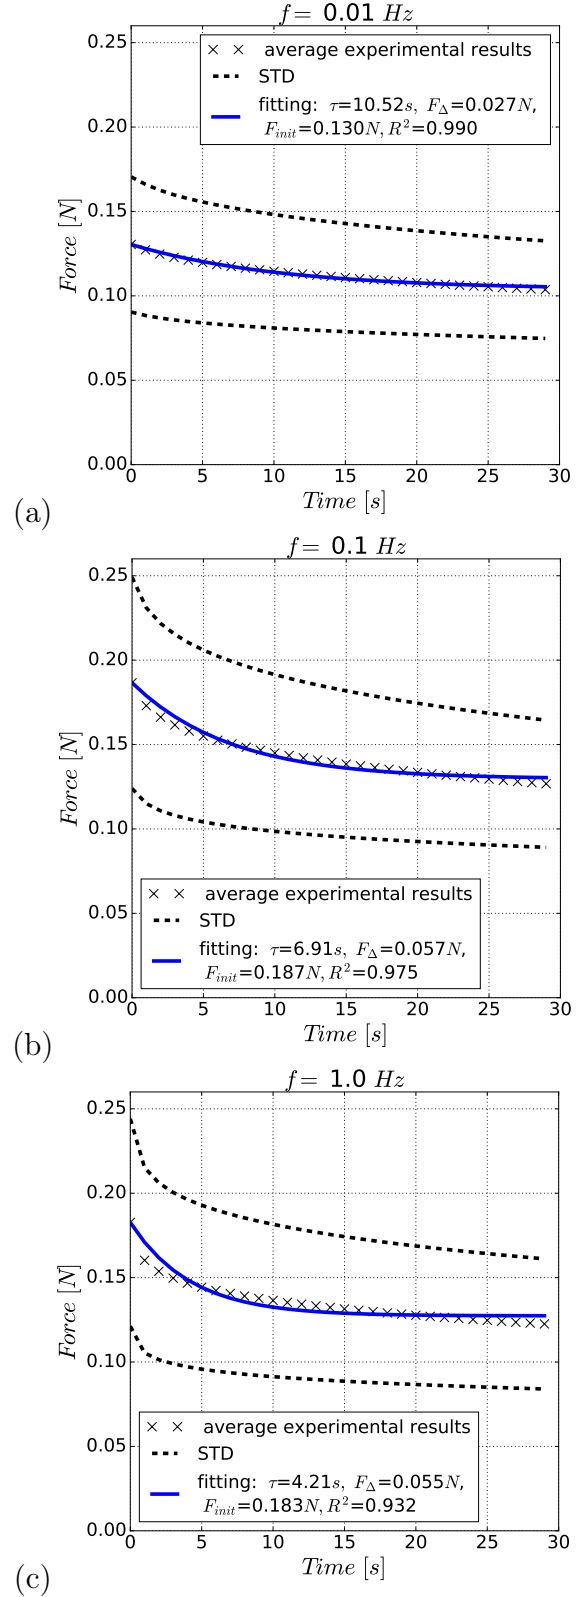 f = 0.01 Hz
0.25
0.20
0.15
0.10
0.05
0.00
Force [N]
average experimental results
STD
fitting: τ=10.52s, F_Δ=0.027N,
F_init=0.130N, R²=0.990
0 5 10 15 20 25 30
Time [s]
(a)
f = 0.1 Hz
0.25
0.20
0.15
0.10
0.05
0.00
Force [N]
average experimental results
STD
fitting: τ=6.91s, F_Δ=0.057N,
F_init=0.187N, R²=0.975
0 5 10 15 20 25 30
Time [s]
(b)
f = 1.0 Hz
0.25
0.20
0.15
0.10
0.05
0.00
Force [N]
average experimental results
STD
fitting: τ=4.21s, F_Δ=0.055N,
F_init=0.183N, R²=0.932
0 5 10 15 20 25 30
Time [s]
(c)